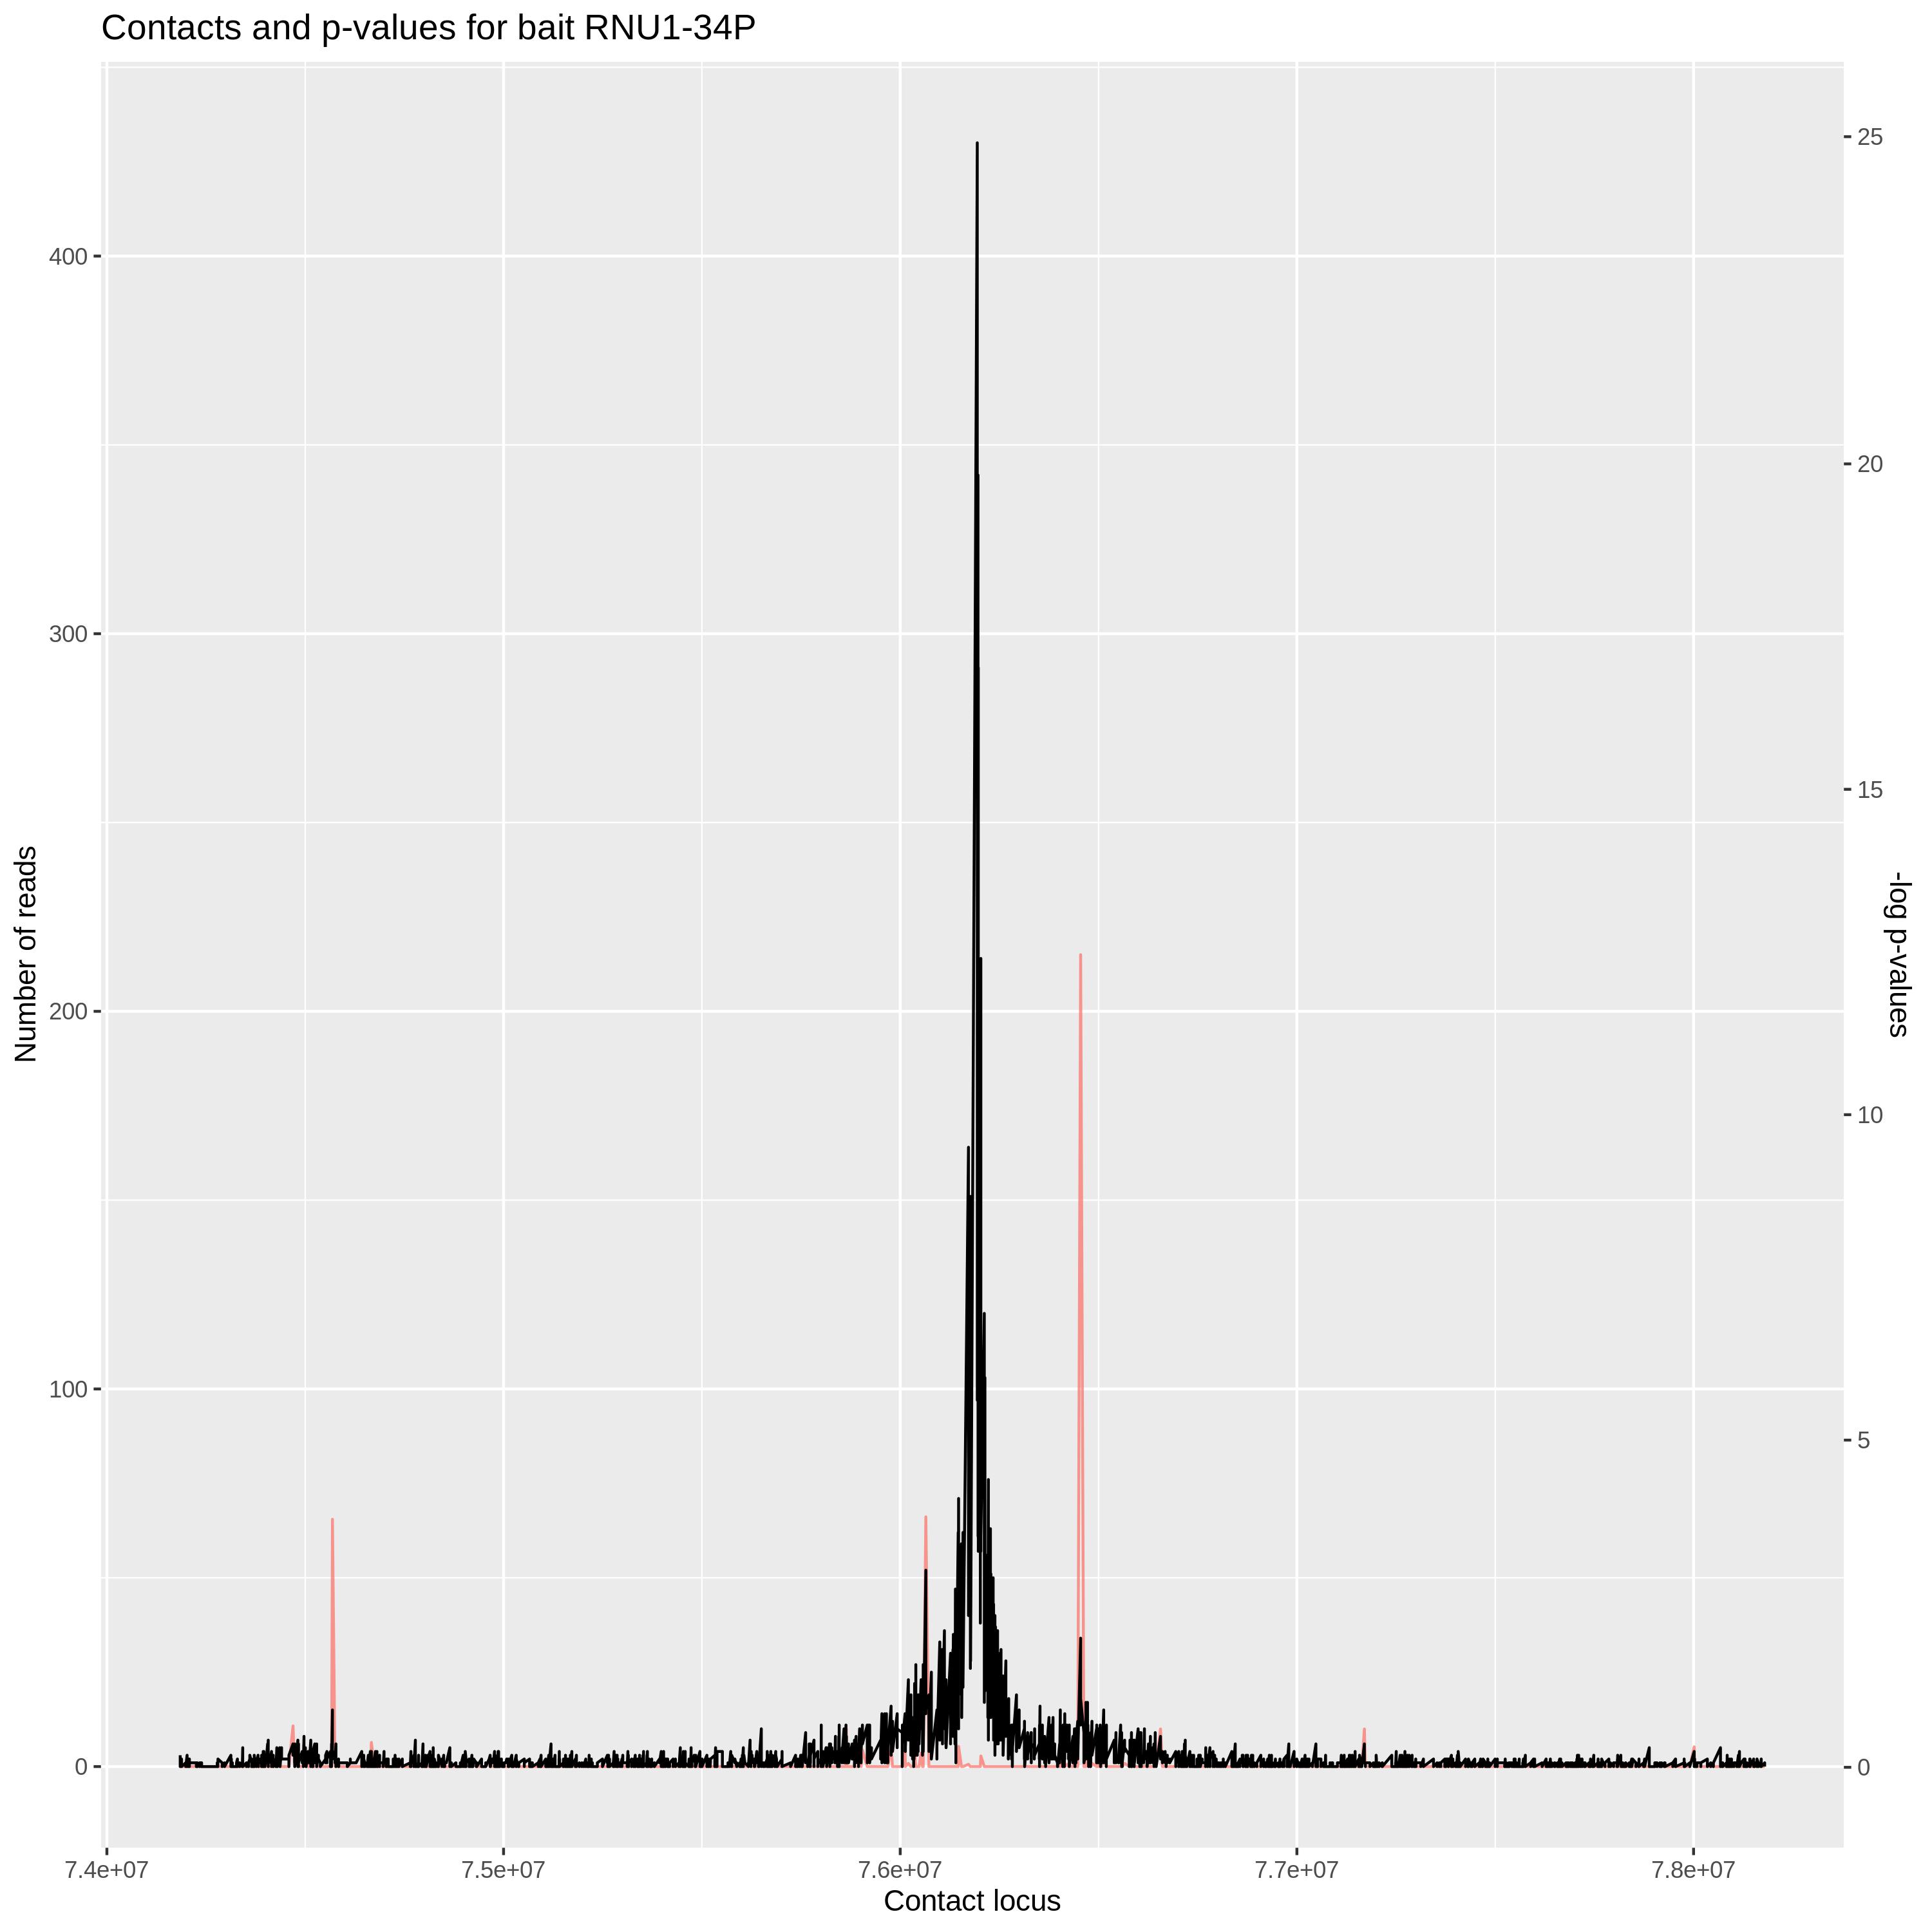 Contacts and p-values for bait RNU1-34P
Number of reads
400
300
200
100
0
25
20
15
10
5
0
-log p-values
7.4e+07
7.5e+07
7.6e+07
7.7e+07
7.8e+07
Contact locus